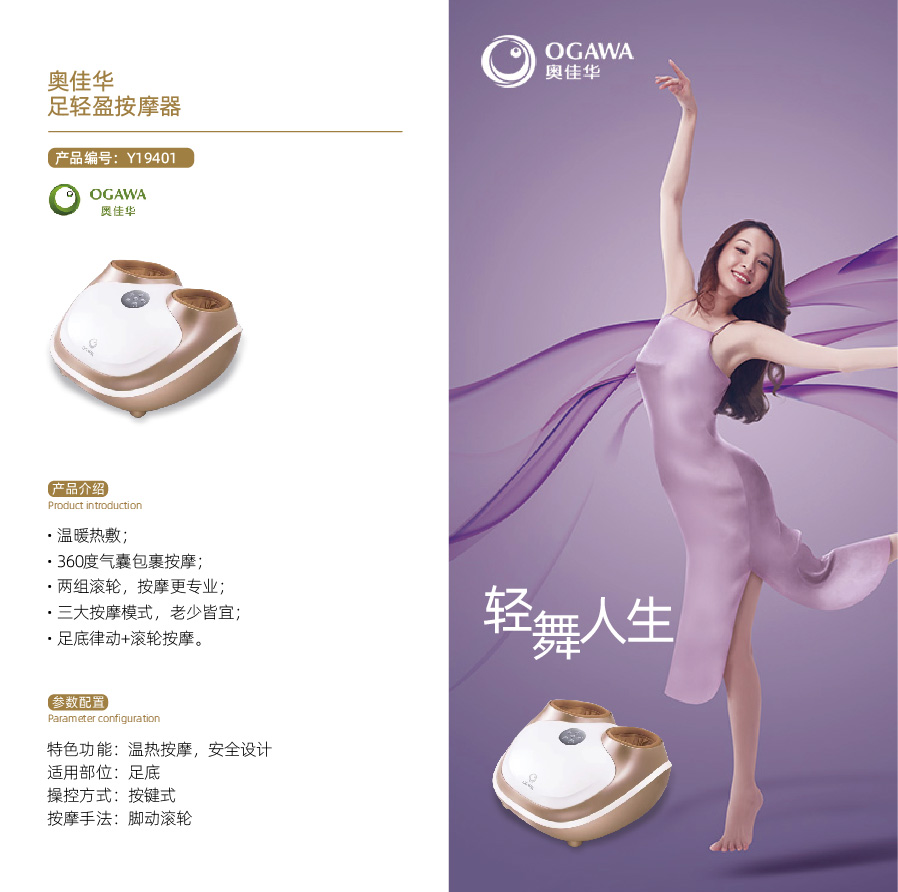 奥佳华
足轻盈按摩器
产品编号：Y19401
OGAWA
奥佳华
产品介绍
Product introduction
• 温暖热敷；
• 360度气囊包裹按摩；
• 两组滚轮，按摩更专业；
• 三大按摩模式，老少皆宜；
• 足底律动+滚轮按摩。
参数配置
Parameter configuration
特色功能：温热按摩，安全设计
适用部位：足底
操控方式：按键式
按摩手法：脚动滚轮
OGAWA
奥佳华
轻舞人生